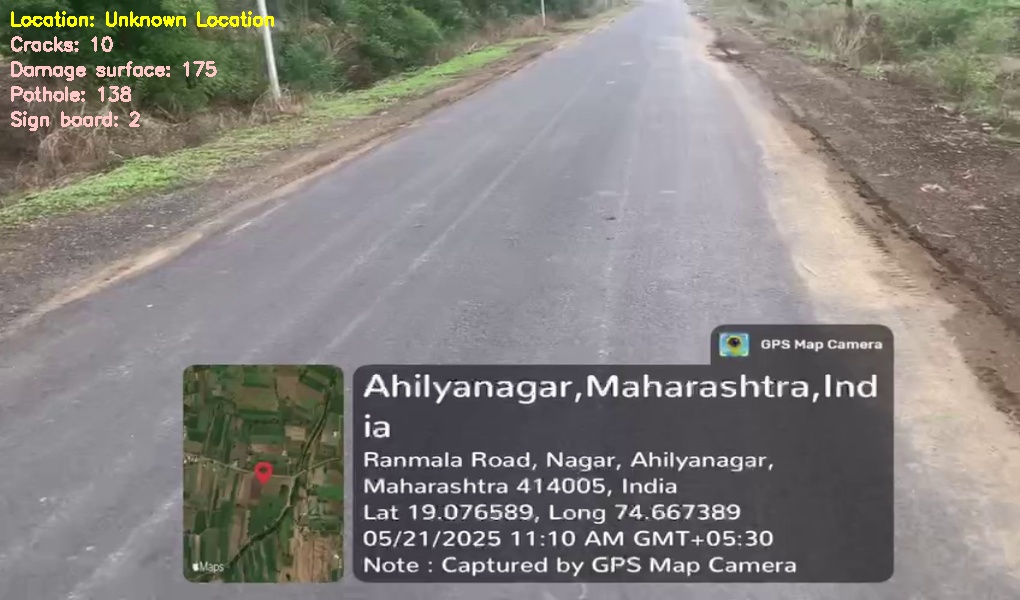 Location: Unknown Location
Cracks: 10
Damage surface: 175
Pothole: 138
Sign board: 2
GPS Map Camera
Ahilyanagar,Maharashtra,Ind
ia
Ranmala Road, Nagar, Ahilyanagar,
Maharashtra 414005, India
Lat 19.076589, Long 74.667389
05/21/2025 11:10 AM GMT+05:30
Note : Captured by GPS Map Camera
Maps